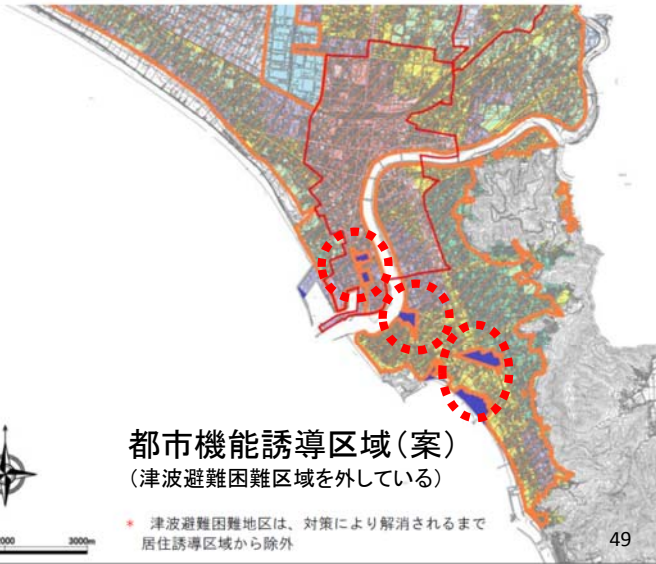 都市機能誘導区域(案)
(津波避難困難区域を外している)
* 津波避難困難地区は、対策により解消されるまで
居住誘導区域から除外
3000m
49